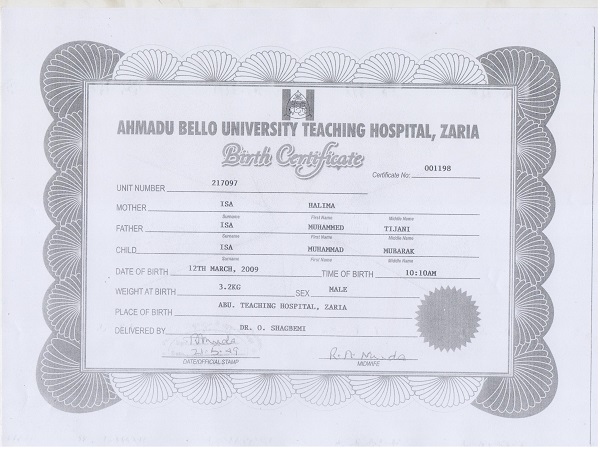 AHMADU BELLO UNIVERSITY TEACHING HOSPITAL, ZARIA
Birth Certificate
Certificate No: 001198
UNIT NUMBER 217097
MOTHER ISA HALIMA
Surname First Name Middle Name
FATHER ISA MUHAMMED TIJANI
Surname First Name Middle Name
CHILD ISA MUHAMMAD MUBARAK
Surname First Name Middle Name
DATE OF BIRTH 12TH MARCH, 2009 TIME OF BIRTH 10:10AM
WEIGHT AT BIRTH 3.2KG SEX MALE
PLACE OF BIRTH ABU. TEACHING HOSPITAL, ZARIA
DELIVERED BY DR. O. SHAGBEMI
DATE/OFFICIAL STAMP MIDWIFE